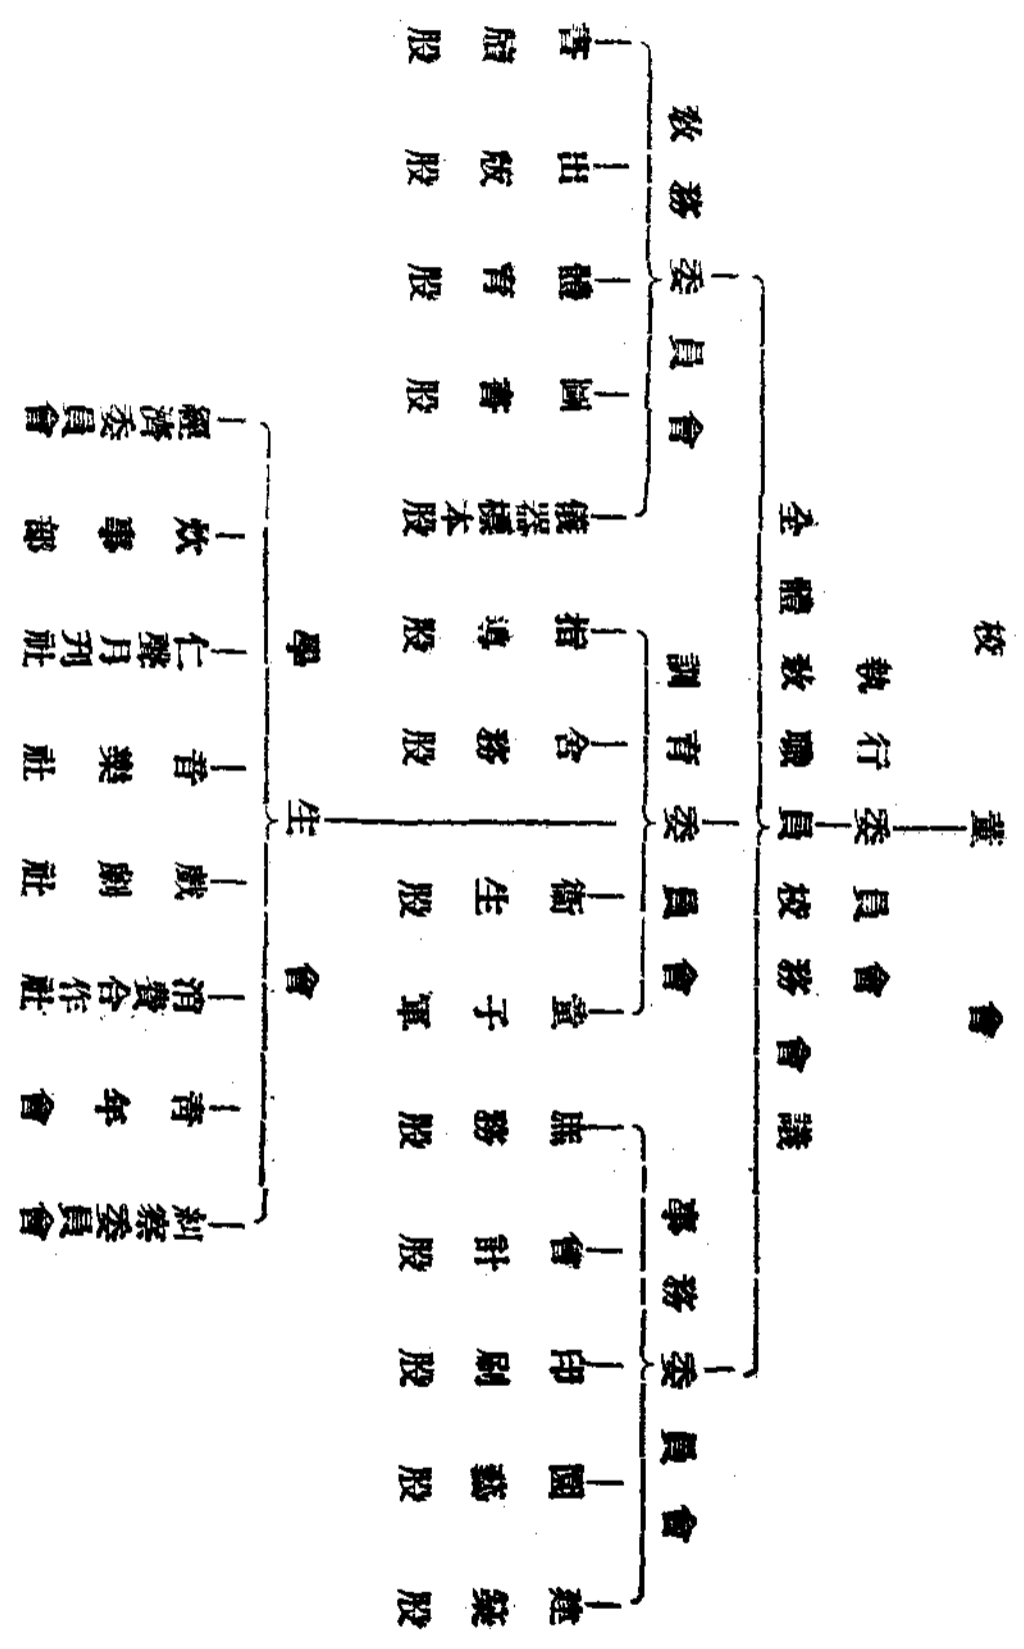 校董會
執行委員會
全體教職員校務會議
教務委員會
訓育委員會
事務委員會
出版股
體育股
圖書股
儀器標本股
指導股
舍務股
衛生股
童子軍
庶務股
會計股
印刷股
園藝股
建築股
學生會
經濟委員會
炊事部
仁聲月刊社
音樂社
戲劇社
消費合作社
青年會
糾察委員會